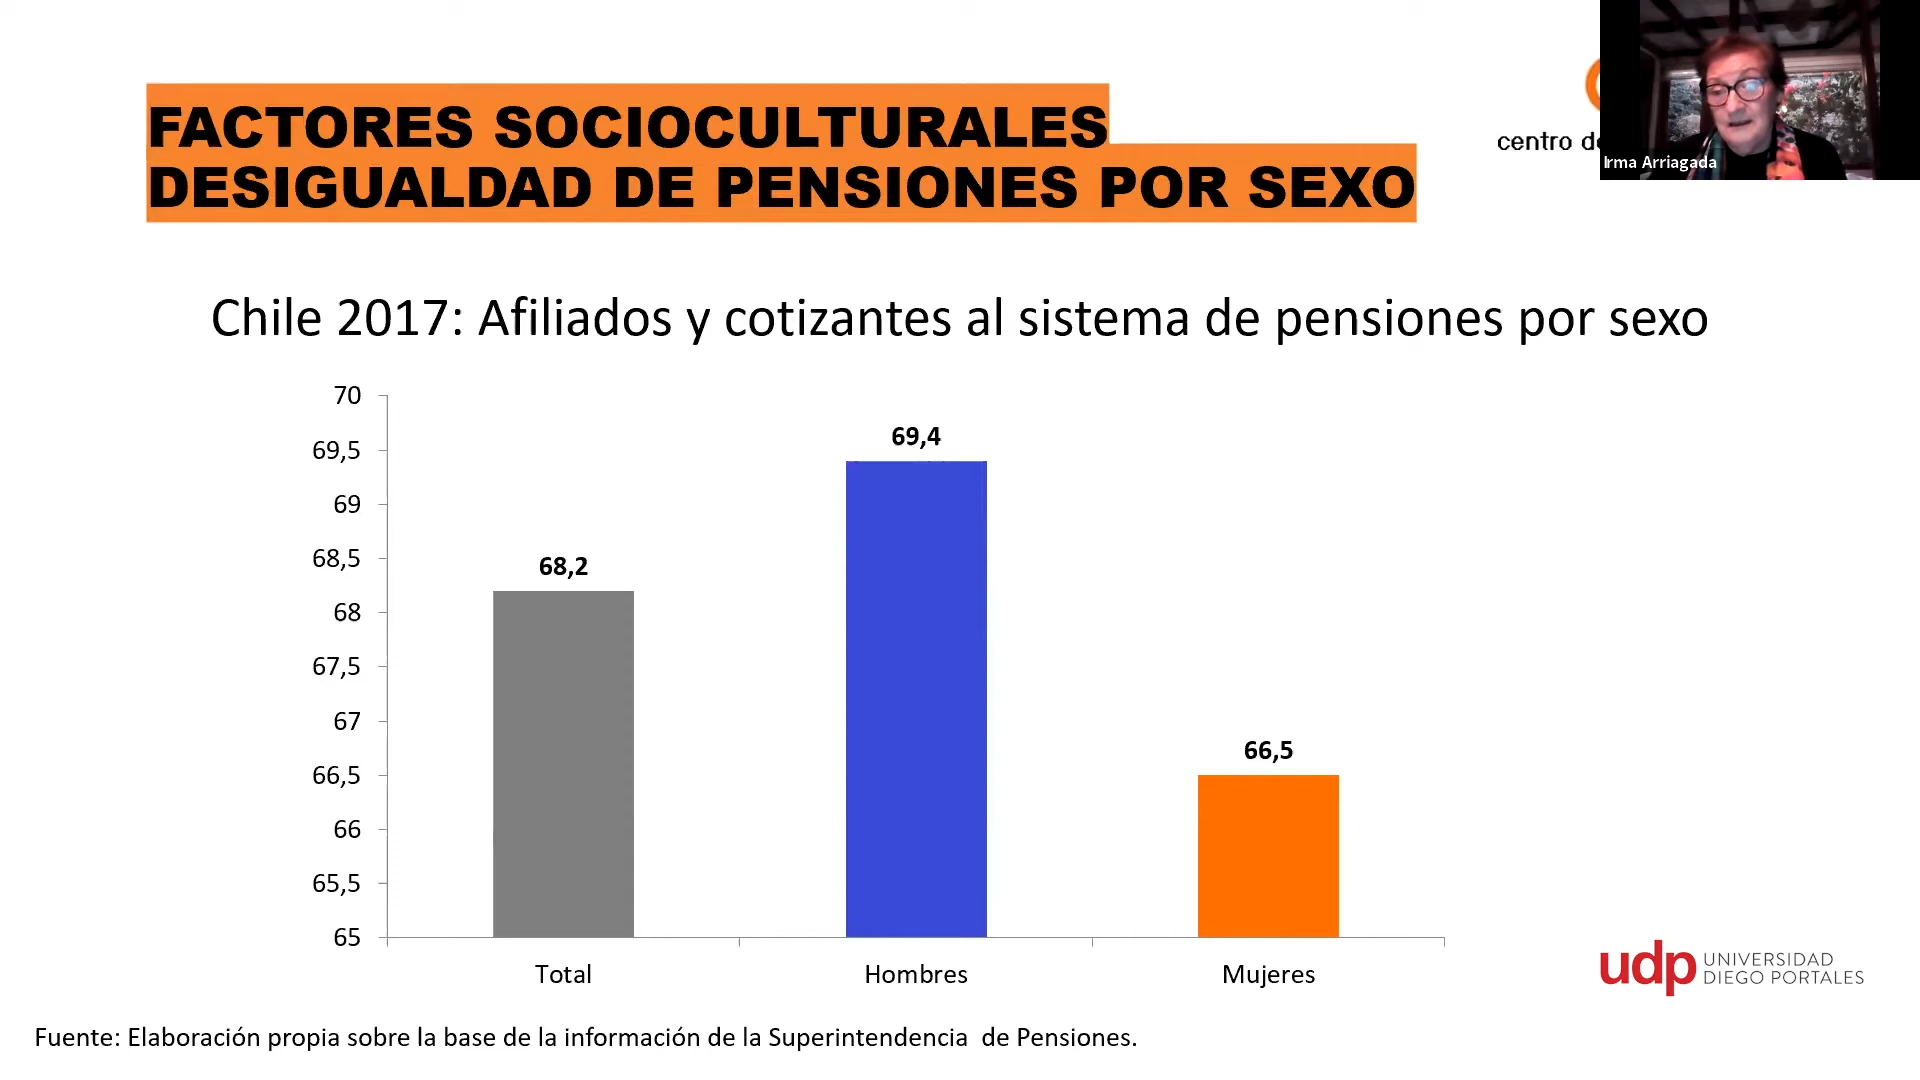 FACTORES SOCIOCULTURALES
DESIGUALDAD DE PENSIONES POR SEXO
centro de
Irma Arriagada
Chile 2017: Afiliados y cotizantes al sistema de pensiones por sexo
70
69,5
69
68,5
68
67,5
67
66,5
66
65,5
65
68,2
69,4
66,5
Total
Hombres
Mujeres
udp UNIVERSIDAD
DIEGO PORTALES
Fuente: Elaboración propia sobre la base de la información de la Superintendencia de Pensiones.